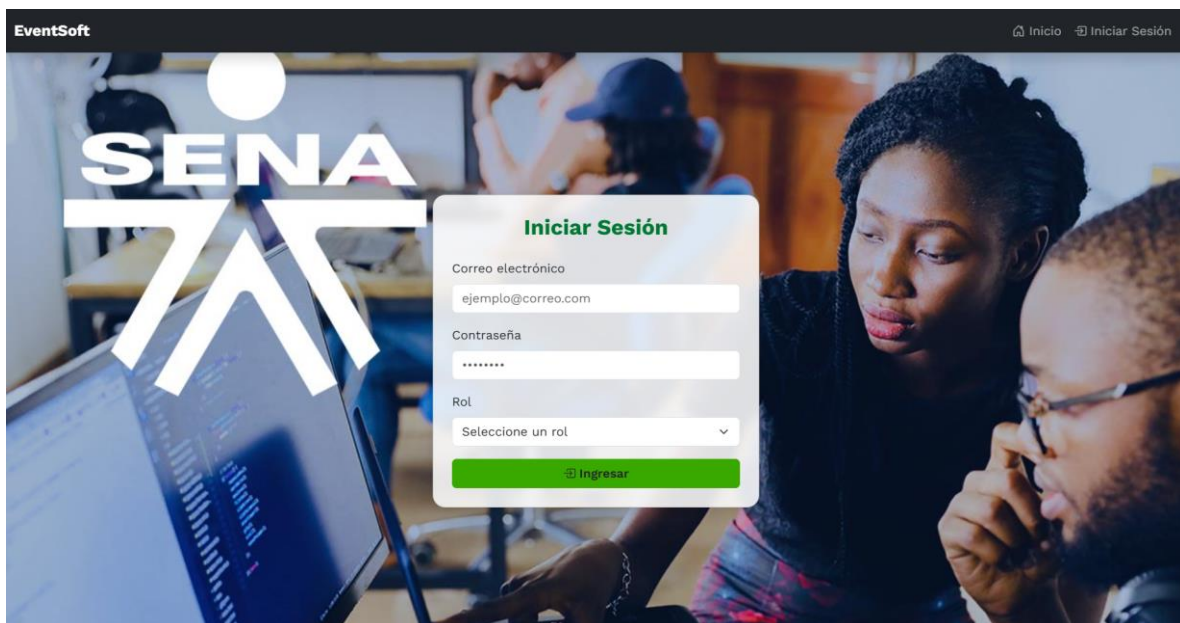 EventSoft
Inicio Iniciar Sesión
SENA
Iniciar Sesión
Correo electrónico
ejemplo@correo.com
Contraseña
••••••••
Rol
Seleccione un rol
Ingresar